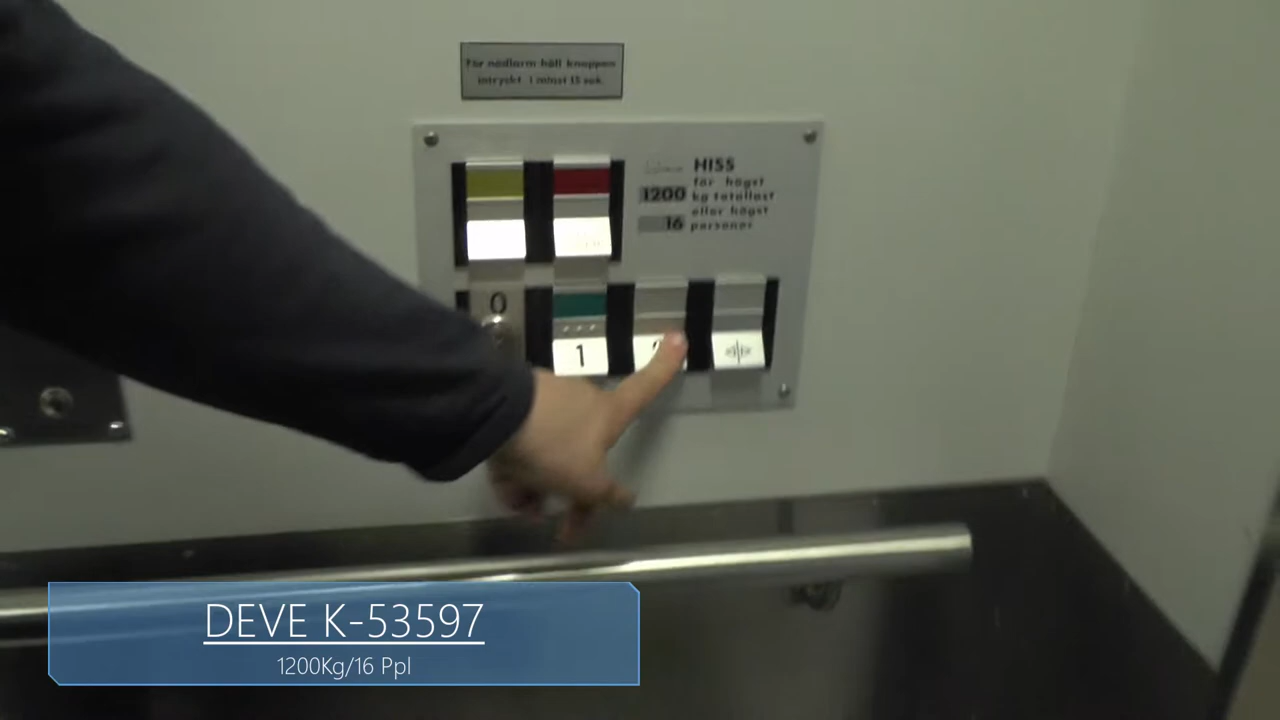 För nödlarm håll knappen
intryckt i minst 15 sek.
HISS
för högst
1200 kg totallast
eller högst
16 personer
0
1
DEVE K-53597
1200Kg/16 Ppl